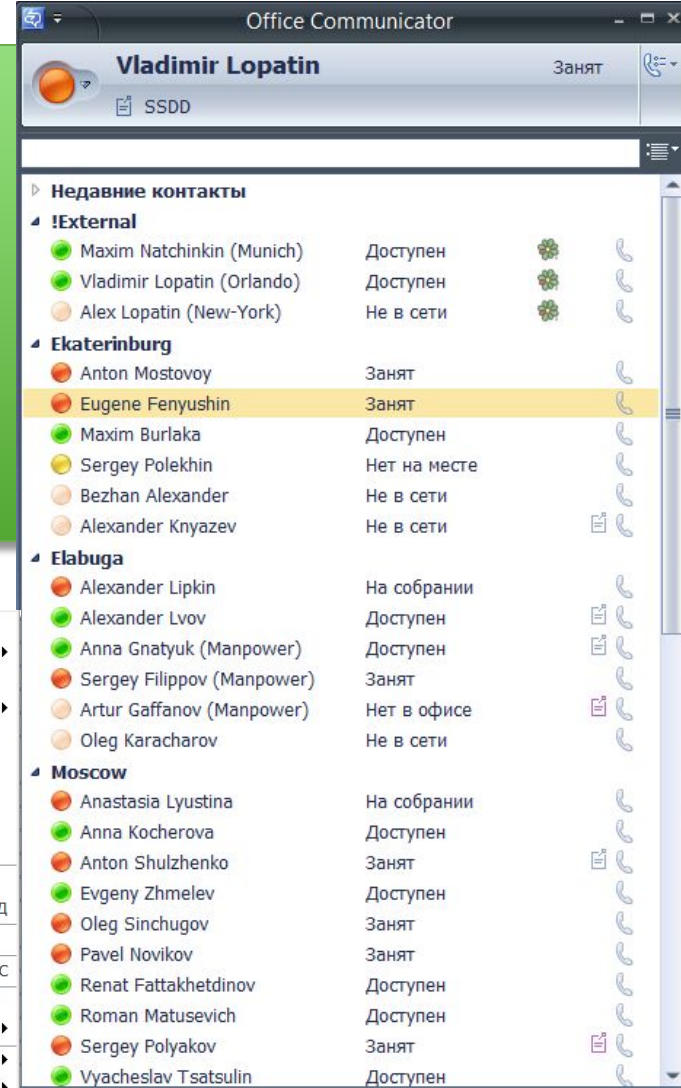 Office Communicator
Vladimir Lopatin Занят
SSDD
Недавние контакты
!External
Maxim Natchinkin (Munich) Доступен
Vladimir Lopatin (Orlando) Доступен
Alex Lopatin (New-York) Не в сети
Ekaterinburg
Anton Mostovoy Занят
Eugene Fenyushin Занят
Maxim Burlaka Доступен
Sergey Polekhin Нет на месте
Bezhan Alexander Не в сети
Alexander Knyazev Не в сети
Elabuga
Alexander Lipkin На собрании
Alexander Lvov Доступен
Anna Gnatyuk (Manpower) Доступен
Sergey Filippov (Manpower) Занят
Artur Gaffanov (Manpower) Нет в офисе
Oleg Karacharov Не в сети
Moscow
Anastasia Lyustina На собрании
Anna Kocherova Доступен
Anton Shulzhenko Занят
Evgeny Zhmelev Доступен
Oleg Sinchugov Занят
Pavel Novikov Занят
Renat Fattakhetdinov Доступен
Roman Matusevich Доступен
Sergey Polyakov Занят
Vyacheslav Tsatsulin Доступен